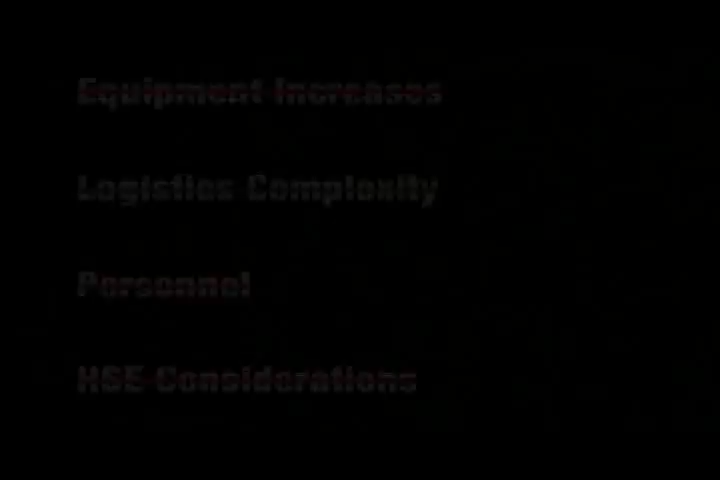 Equipment Increases
Logistics Complexity
Personnel
HSE Considerations